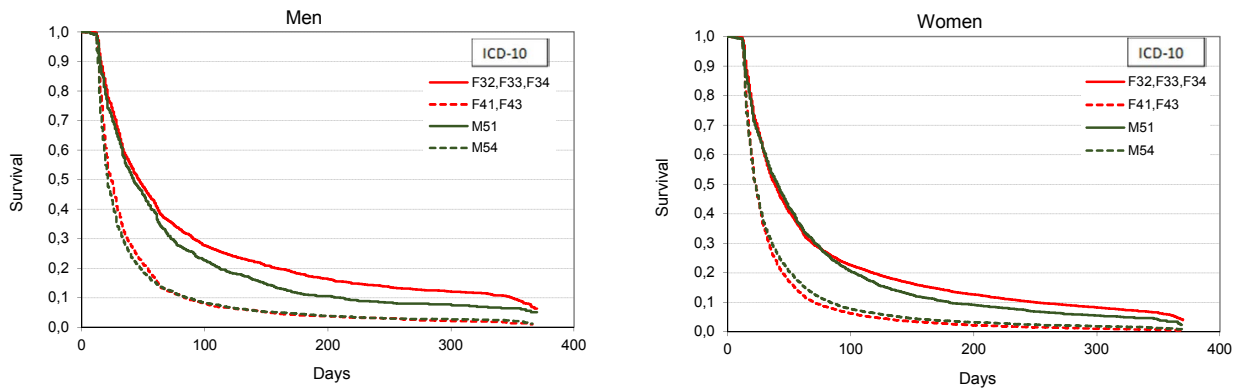 Men
1,0
0,9
0,8
0,7
0,6
0,5
0,4
0,3
0,2
0,1
0,0
Survival
0
100
200
300
400
Days
ICD-10
F32,F33,F34
F41,F43
M51
M54
Women
1,0
0,9
0,8
0,7
0,6
0,5
0,4
0,3
0,2
0,1
0,0
Survival
0
100
200
300
400
Days
ICD-10
F32,F33,F34
F41,F43
M51
M54